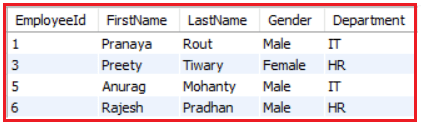 EmployeeId FirstName LastName Gender Department
1 Pranaya Rout Male IT
3 Preety Tiwary Female HR
5 Anurag Mohanty Male IT
6 Rajesh Pradhan Male HR